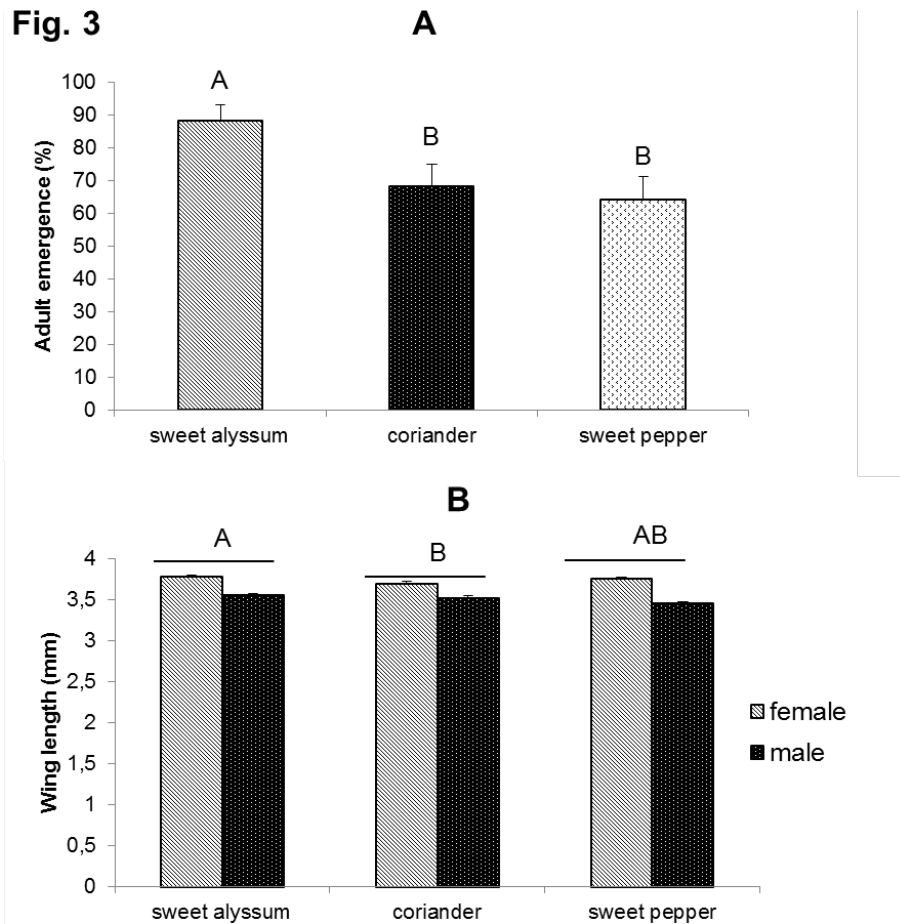 Fig. 3
A
A
B
B
100
90
80
70
60
50
40
30
20
10
0
Adult emergence (%)
sweet alyssum
coriander
sweet pepper
B
A
B
AB
4
3,5
3
2,5
2
1,5
1
0,5
0
Wing length (mm)
female
male
sweet alyssum
coriander
sweet pepper